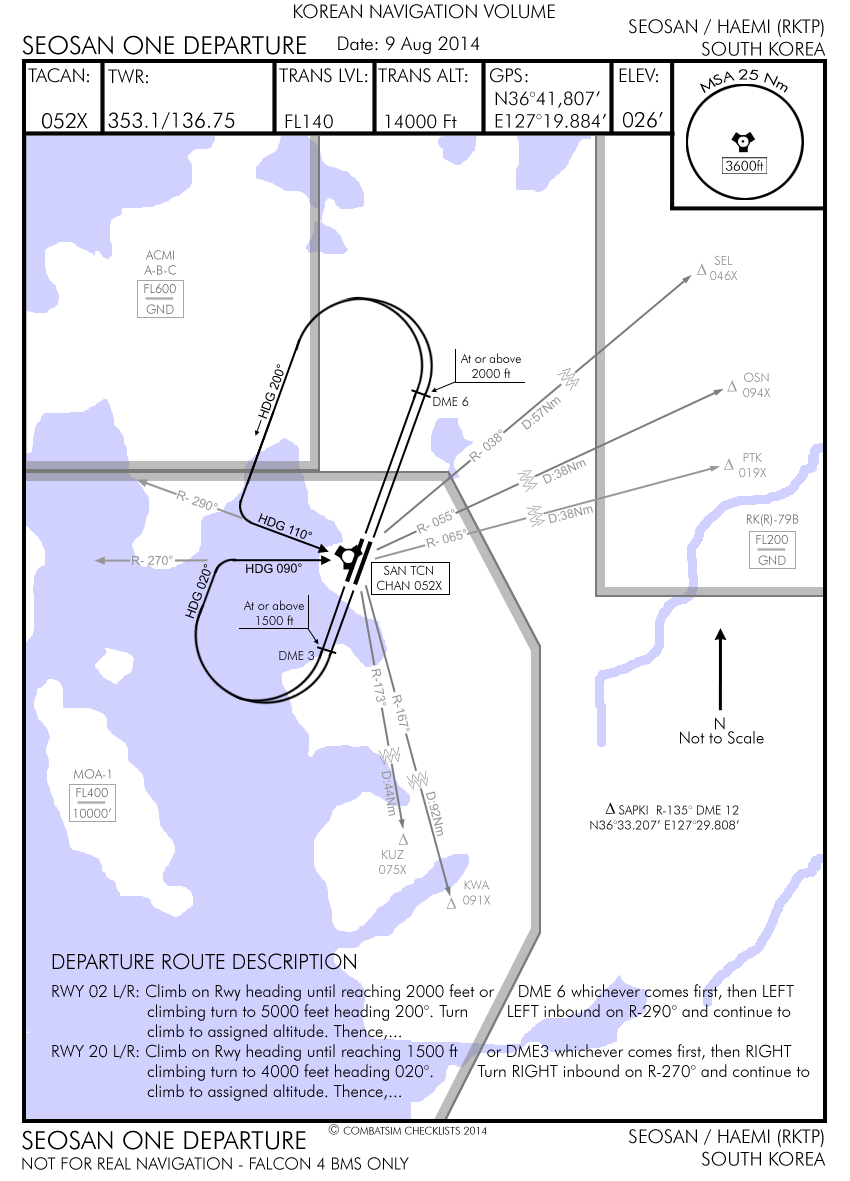 KOREAN NAVIGATION VOLUME
SEOSAN ONE DEPARTURE
Date: 9 Aug 2014
SEOSAN / HAEMI (RKTP)
SOUTH KOREA
TACAN:
052X
TWR:
353.1/136.75
TRANS LVL:
FL140
TRANS ALT:
14000 Ft
GPS:
N36°41,807’
E127°19.884’
ELEV:
026’
MSA 25 Nm
3600ft
ACMI
A-B-C
FL600
GND
SEL
046X
At or above
2000 ft
DME 6
HDG 200°
OSN
094X
D:57Nm
R- 038°
PTK
019X
D:38Nm
R- 055°
D:38Nm
R- 065°
R- 290°
HDG 110°
RK(R)-79B
FL200
GND
R- 270°
HDG 090°
HDG 020°
SAN TCN
CHAN 052X
At or above
1500 ft
DME 3
R-173°
R-167°
N
Not to Scale
MOA-1
FL400
10000’
D:44Nm
D:92Nm
SAPKI R-135° DME 12
N36°33.207’ E127°29.808’
KUZ
075X
KWA
091X
DEPARTURE ROUTE DESCRIPTION
RWY 02 L/R: Climb on Rwy heading until reaching 2000 feet or DME 6 whichever comes first, then LEFT
climbing turn to 5000 feet heading 200°. Turn LEFT inbound on R-290° and continue to
climb to assigned altitude. Thence,...
RWY 20 L/R: Climb on Rwy heading until reaching 1500 ft or DME3 whichever comes first, then RIGHT
climbing turn to 4000 feet heading 020°. Turn RIGHT inbound on R-270° and continue to
climb to assigned altitude. Thence,...
SEOSAN ONE DEPARTURE
© COMBATSIM CHECKLISTS 2014
NOT FOR REAL NAVIGATION - FALCON 4 BMS ONLY
SEOSAN / HAEMI (RKTP)
SOUTH KOREA